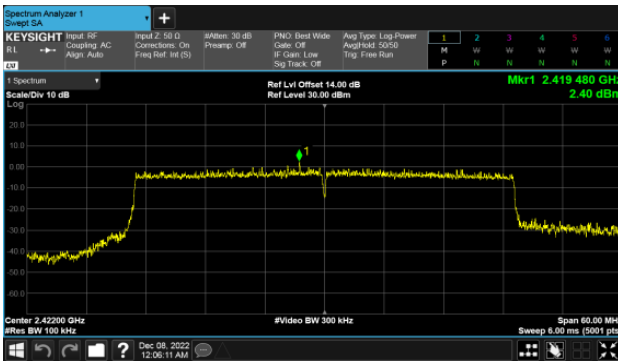 Spectrum Analyzer 1
Swept SA
+
KEYSIGHT
Input: RF
Input Z: 50 Ω
#Atten: 30 dB
PNO: Best Wide
Avg Type: Log-Power
1 2 3 4 5 6
RL
Coupling: AC
Corrections: On
Preamp: Off
Gate: Off
Avg|Hold: 50/50
M W W W W W
Align: Auto
Freq Ref: Int (S)
IF Gain: Low
Trig: Free Run
P N N N N N
Sig Track: Off
LXI
1 Spectrum
Ref Lvl Offset 14.00 dB
Mkr1 2.419 480 GHz
Scale/Div 10 dB
Ref Level 30.00 dBm
2.40 dBm
Log
20.0
1
0.00
-10.0
-20.0
-30.0
-40.0
-50.0
-60.0
Center 2.42200 GHz
#Video BW 300 kHz
Span 60.00 MH
#Res BW 100 kHz
Sweep 6.00 ms (5001 pts
Dec 08, 2022
12:06:11 AM
?